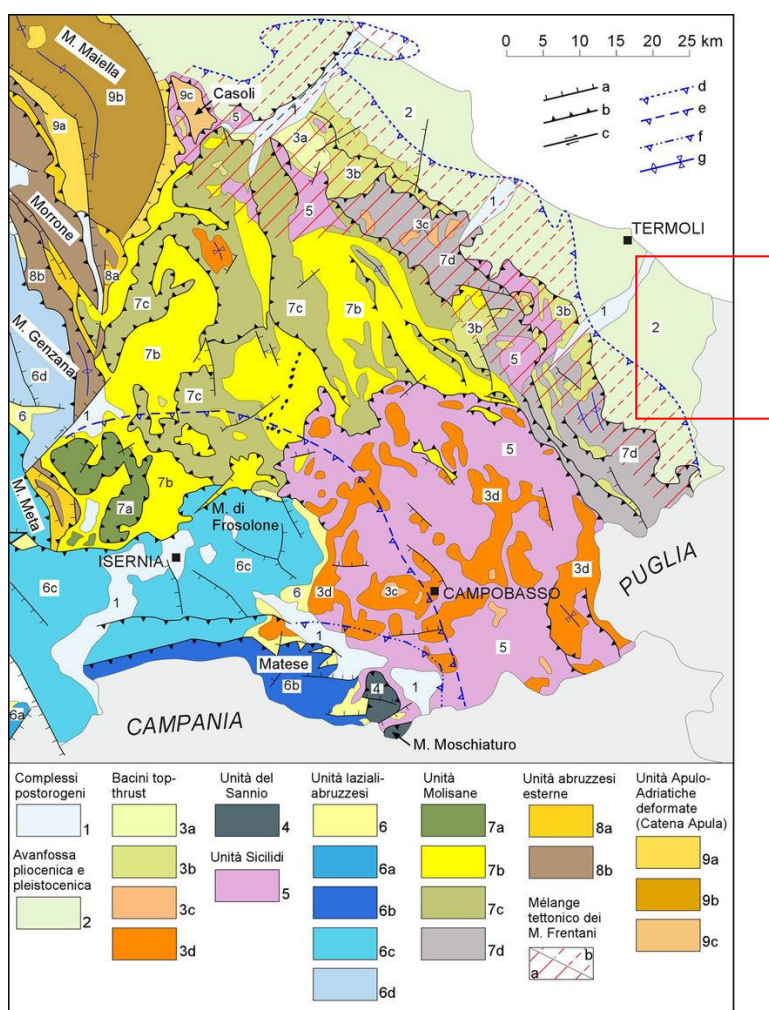 0 5 10 15 20 25 km
M. Maiella
9b
9c
Casoli
5
1
2
a
b
c
d
e
f
g
9a
3a
3b
Morrone
5
3c
7d
1
TERMOLI
8b
8a
7c
7c
7b
3b
3b
1
2
M. Genzana
7b
5
6d
7c
6
1
5
7d
M. Meta
7b
7a
M. di
Frosolone
3d
PUGLIA
ISERNIA
6c
6c
6
3d
3c
CAMPOBASSO
3d
1
1
5
Matese
6b
4
1
6a
CAMPANIA
M. Moschiaturo
Complessi
postorogeni
1
Avanfossa
pliocenica e
pleistocenica
2
Bacini top-
thrust
3a
3b
3c
3d
Unità del
Sannio
4
Unità Sicilidi
5
Unità
laziali-
abruzzesi
6
6a
6b
6c
6d
Unità
Molisane
7a
7b
7c
7d
Unità abruzzesi
esterne
8a
8b
Mélange
tettonico dei
M. Frentani
a
b
Unità Apulo-
Adriatiche
deformate
(Catena Apula)
9a
9b
9c